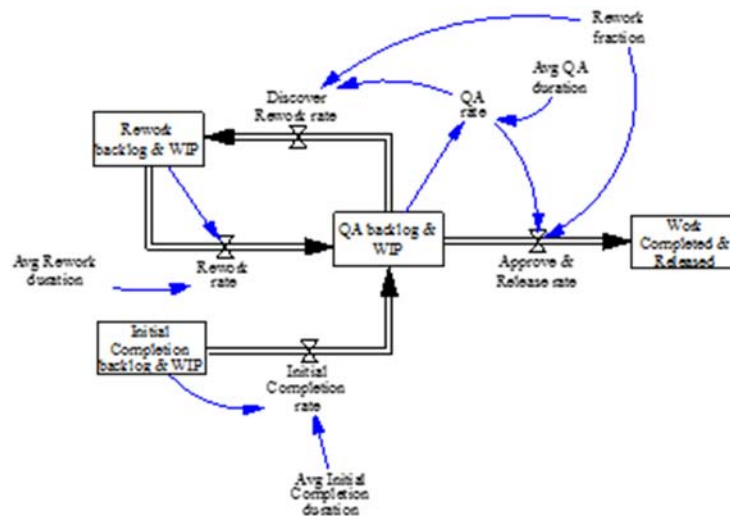 Rework
fraction
Avg QA
duration
Discover
Rework rate
QA
rate
Rework
backlog & WIP
QA backlog &
WIP
Work
Completed &
Released
Approve &
Release rate
Avg Rework
duration
Rework
rate
Initial
Completion
backlog & WIP
Initial
Completion
rate
Avg Initial
Completion
duration